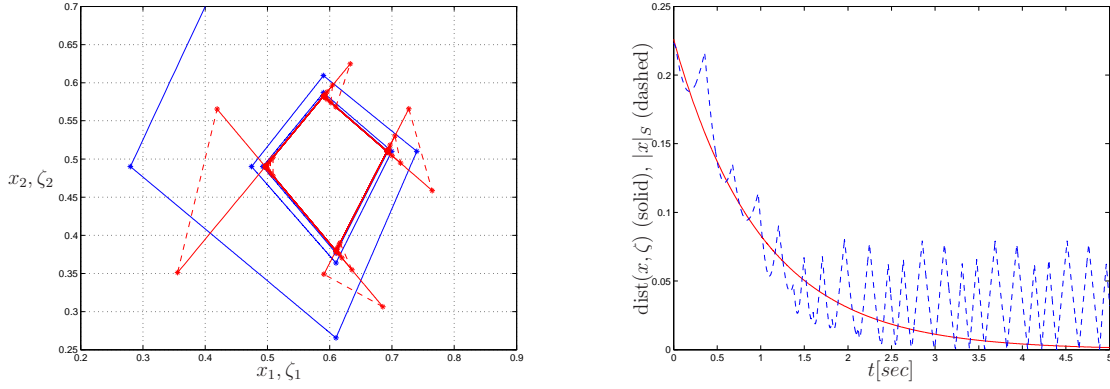 0.7
0.65
0.6
0.55
0.5
0.45
0.4
0.35
0.3
0.25
x₂, ζ₂
0.2 0.3 0.4 0.5 0.6 0.7 0.8 0.9
x₁, ζ₁
0.25
0.2
0.15
0.1
0.05
0
dist(x, ζ) (solid), |x|_S (dashed)
0 0.5 1 1.5 2 2.5 3 3.5 4 4.5 5
t[sec]